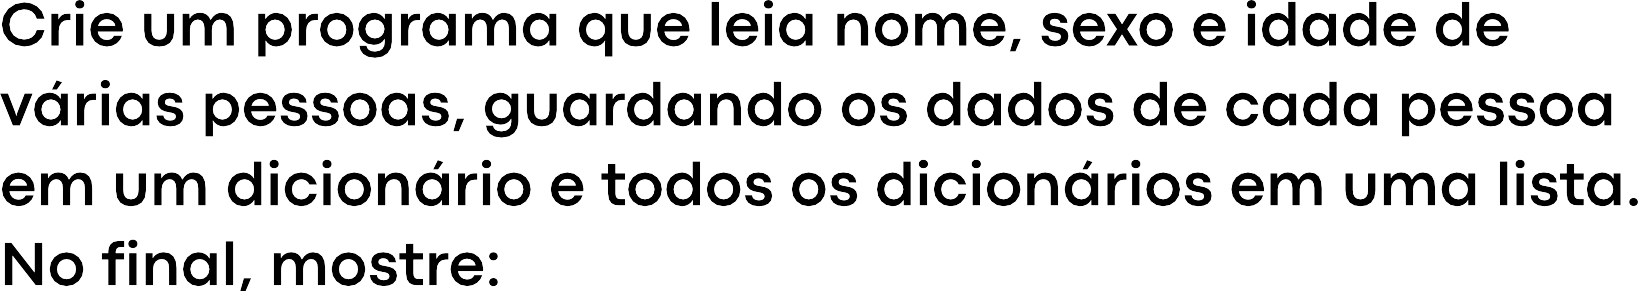 Crie um programa que leia nome, sexo e idade de
várias pessoas, guardando os dados de cada pessoa
em um dicionário e todos os dicionários em uma lista.
No final, mostre: